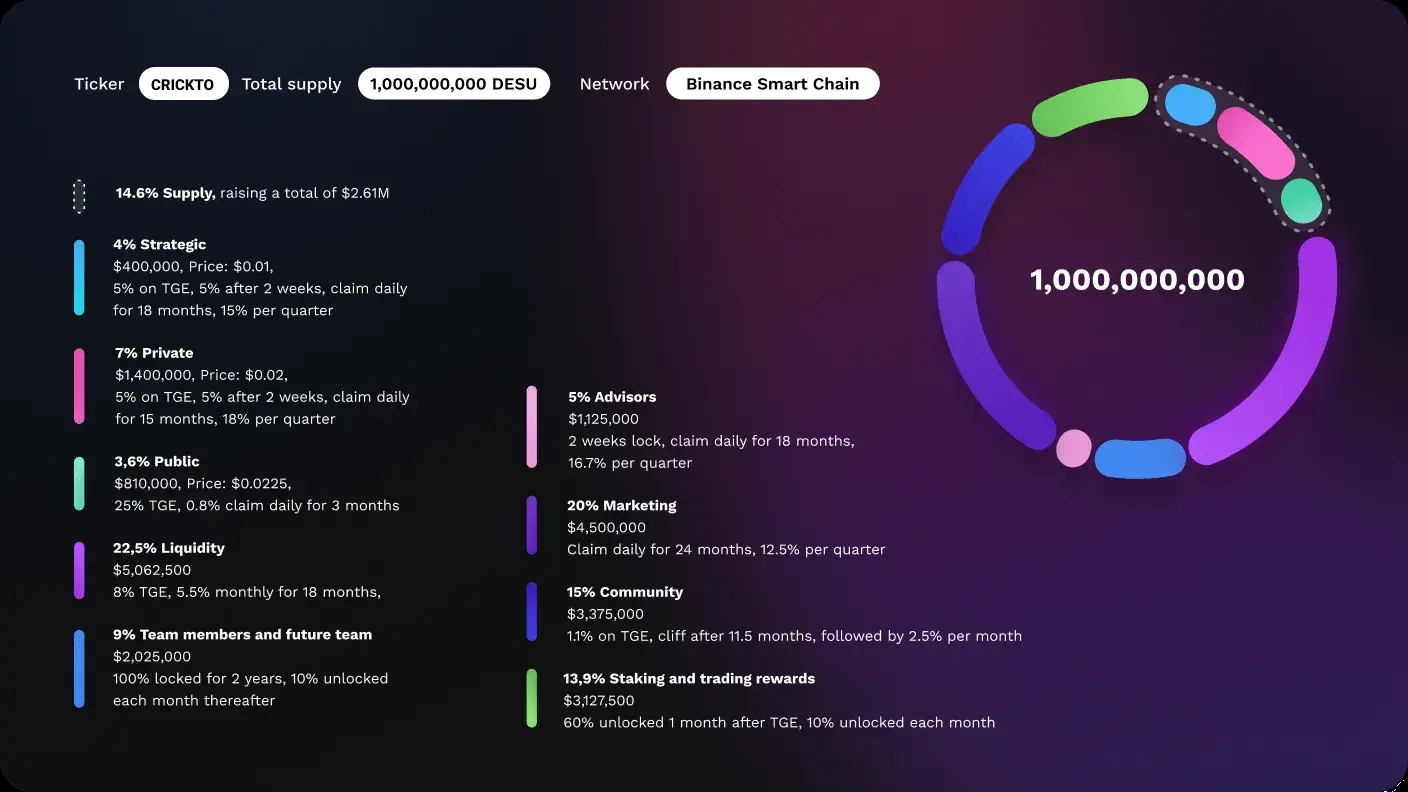 Ticker CRICKTO Total supply 1,000,000,000 DESU Network Binance Smart Chain
14.6% Supply, raising a total of $2.61M
4% Strategic
$400,000, Price: $0.01,
5% on TGE, 5% after 2 weeks, claim daily
for 18 months, 15% per quarter
7% Private
$1,400,000, Price: $0.02,
5% on TGE, 5% after 2 weeks, claim daily
for 15 months, 18% per quarter
3,6% Public
$810,000, Price: $0.0225,
25% TGE, 0.8% claim daily for 3 months
22,5% Liquidity
$5,062,500
8% TGE, 5.5% monthly for 18 months,
9% Team members and future team
$2,025,000
100% locked for 2 years, 10% unlocked
each month thereafter
5% Advisors
$1,125,000
2 weeks lock, claim daily for 18 months,
16.7% per quarter
20% Marketing
$4,500,000
Claim daily for 24 months, 12.5% per quarter
15% Community
$3,375,000
1.1% on TGE, cliff after 11.5 months, followed by 2.5% per month
13,9% Staking and trading rewards
$3,127,500
60% unlocked 1 month after TGE, 10% unlocked each month
1,000,000,000